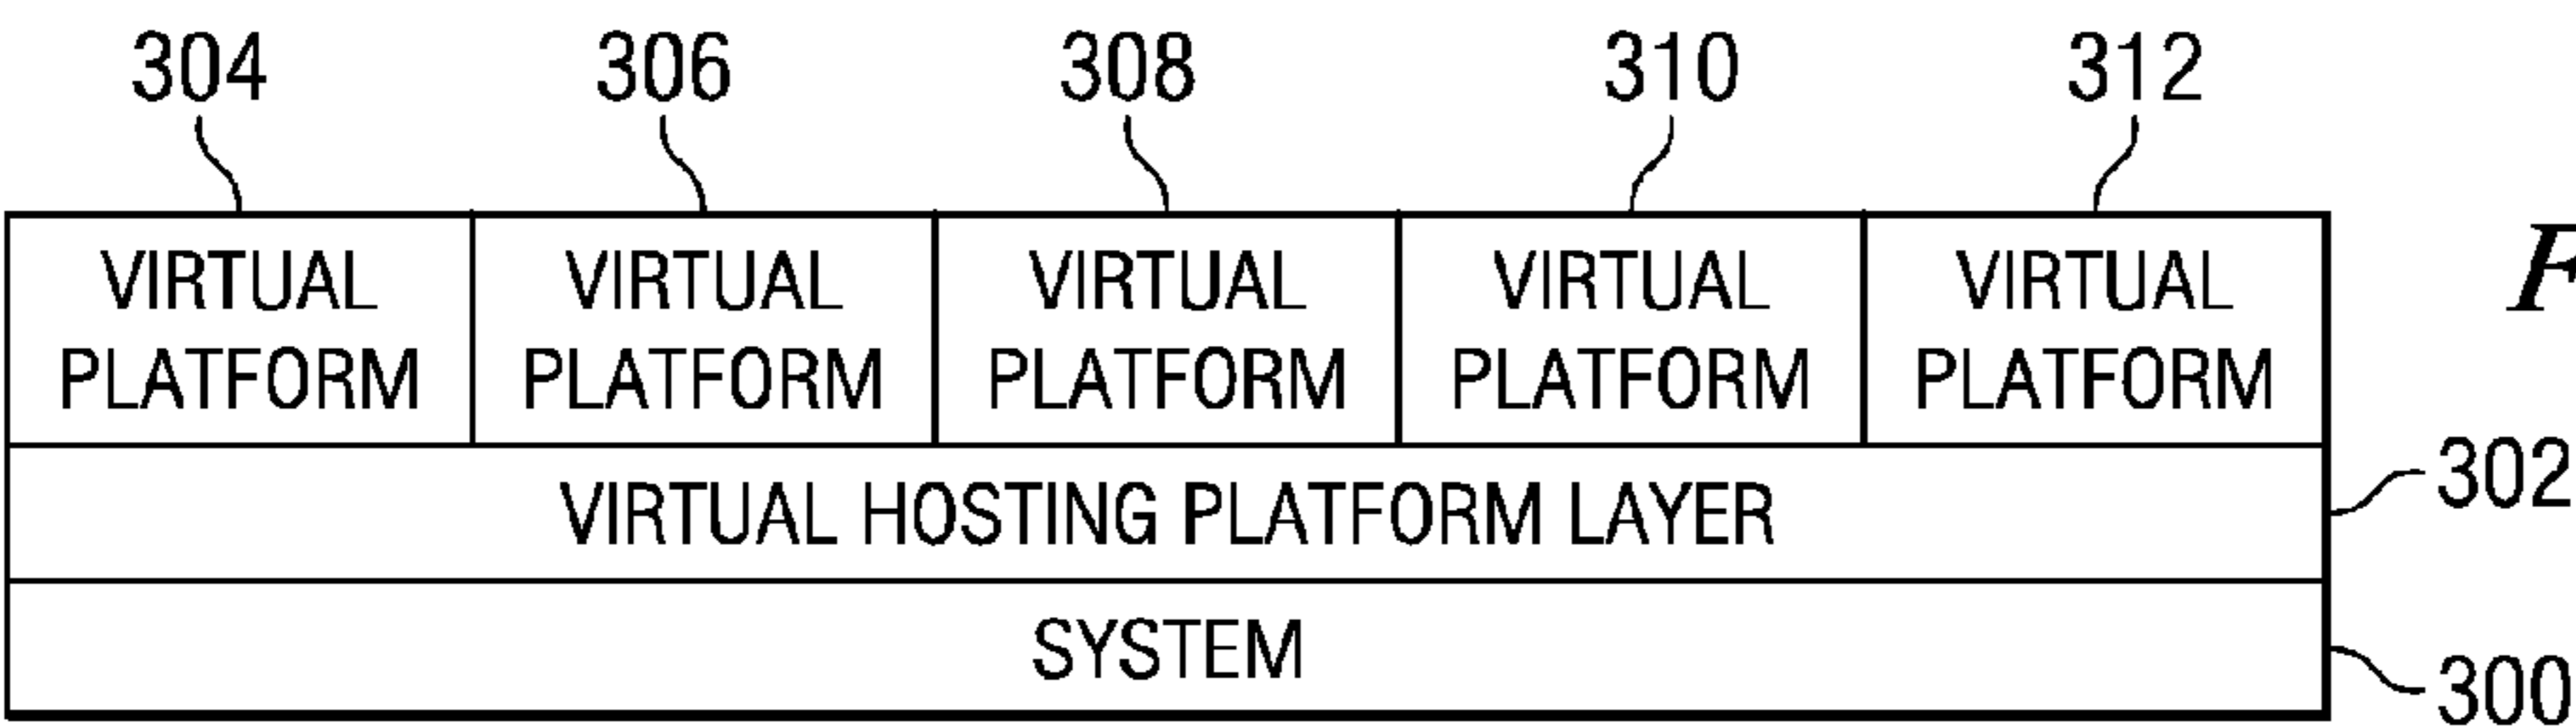 304 306 308 310 312
VIRTUAL PLATFORM VIRTUAL PLATFORM VIRTUAL PLATFORM VIRTUAL PLATFORM VIRTUAL PLATFORM
VIRTUAL HOSTING PLATFORM LAYER
302
SYSTEM
300
F